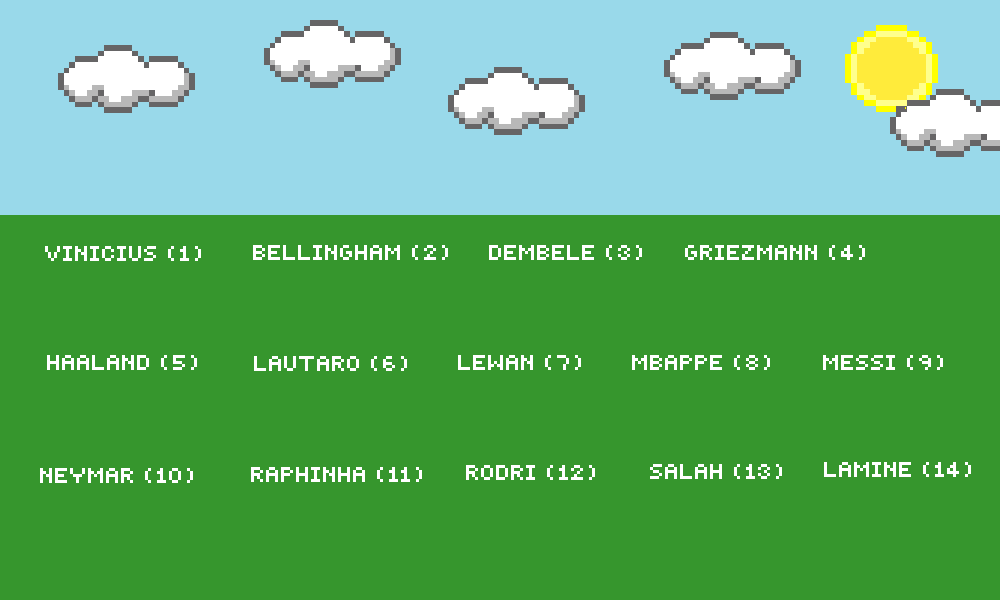 VINICIUS (1) BELLINGHAM (2) DEMBELE (3) GRIEZMANN (4)
HAALAND (5) LAUTARO (6) LEWAN (7) MBAPPE (8) MESSI (9)
NEYMAR (10) RAPHINHA (11) RODRI (12) SALAH (13) LAMINE (14)